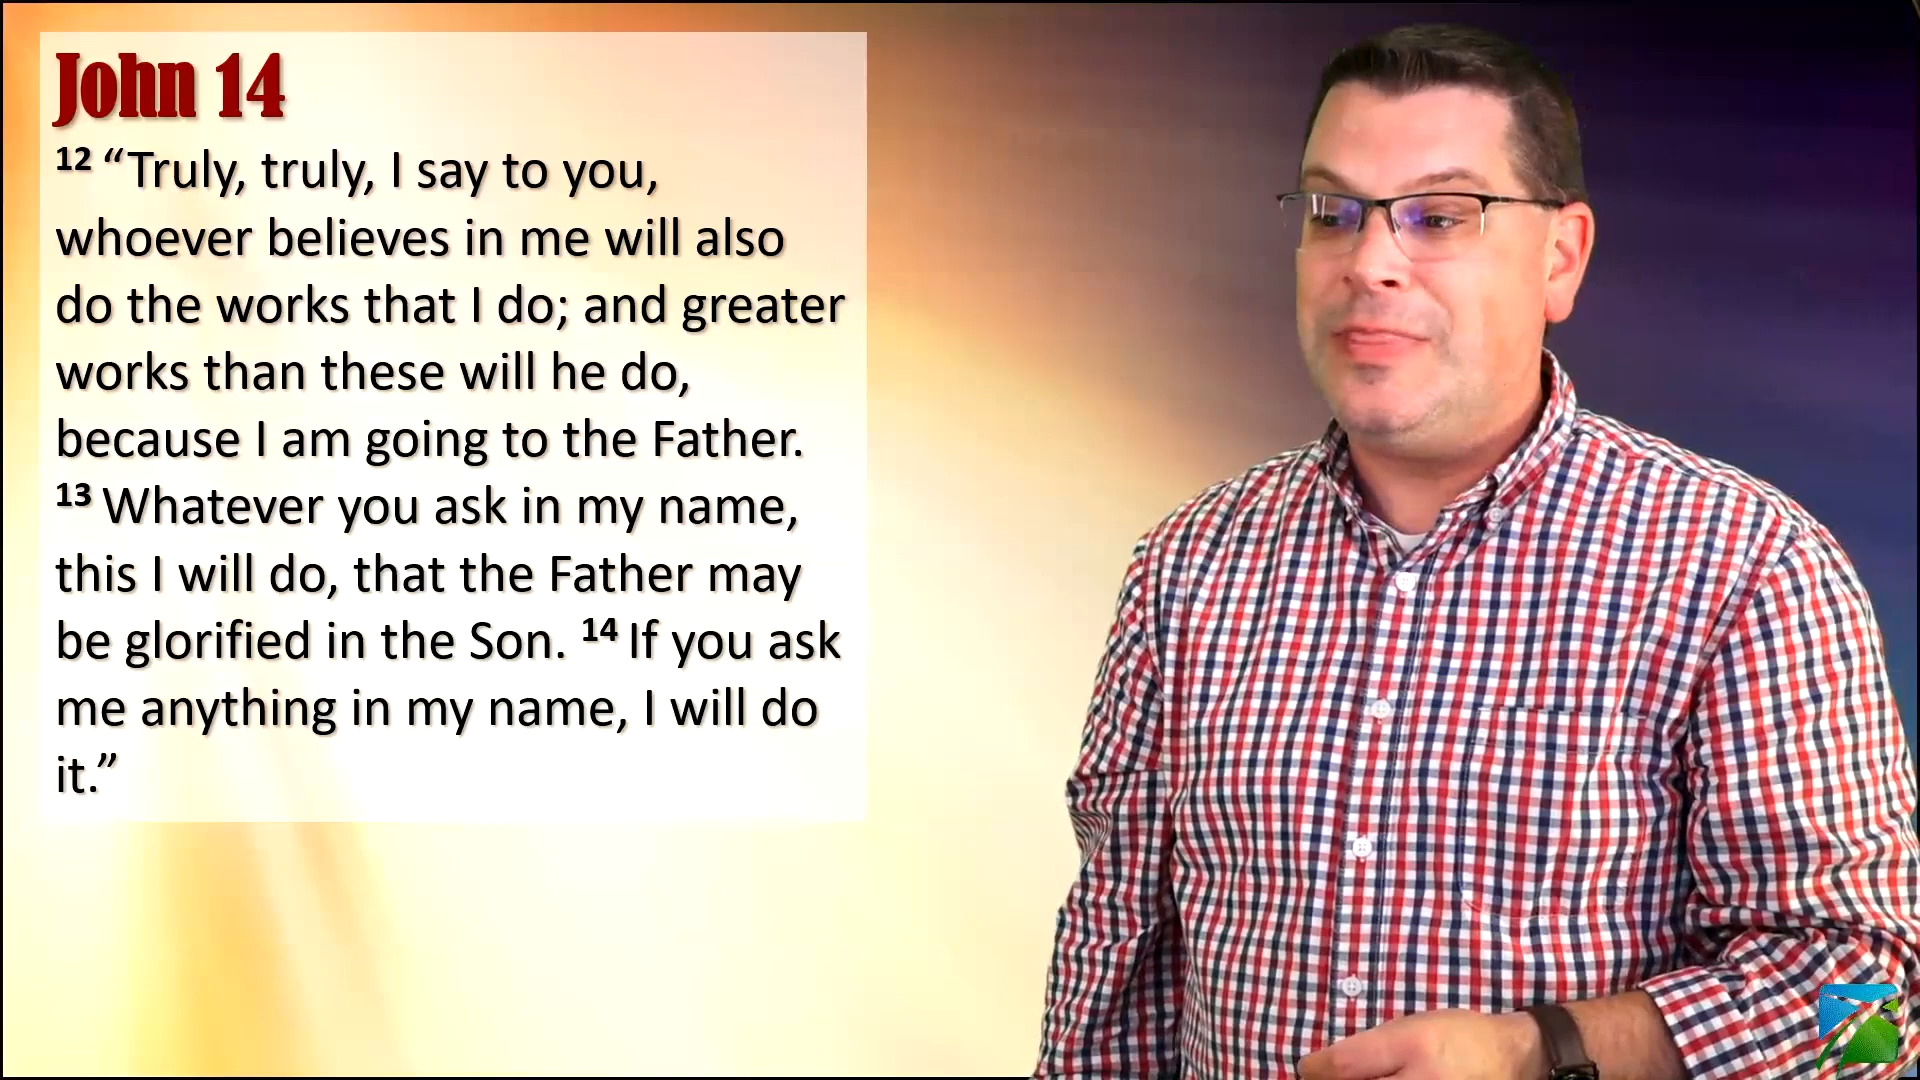 John 14
12 “Truly, truly, I say to you,
whoever believes in me will also
do the works that I do; and greater
works than these will he do,
because I am going to the Father.
13 Whatever you ask in my name,
this I will do, that the Father may
be glorified in the Son. 14 If you ask
me anything in my name, I will do
it.”